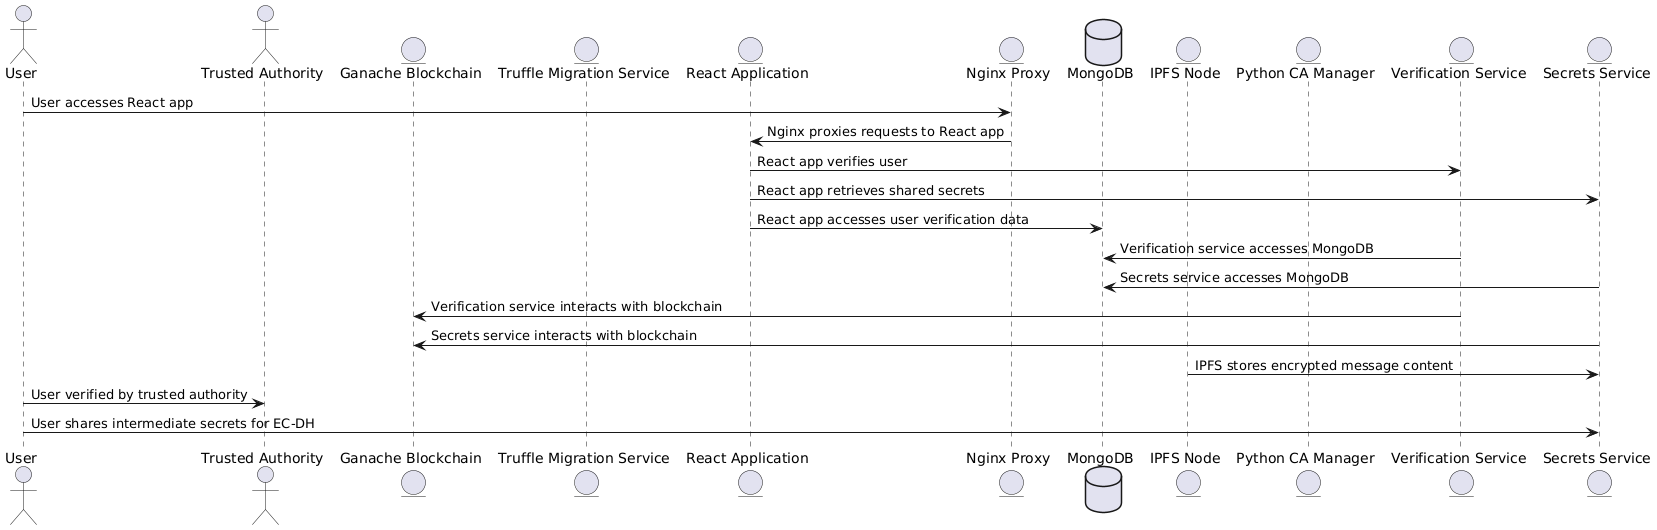 User Trusted Authority Ganache Blockchain Truffle Migration Service React Application Nginx Proxy MongoDB IPFS Node Python CA Manager Verification Service Secrets Service
User accesses React app
Nginx proxies requests to React app
React app verifies user
React app retrieves shared secrets
React app accesses user verification data
Verification service accesses MongoDB
Secrets service accesses MongoDB
Verification service interacts with blockchain
Secrets service interacts with blockchain
IPFS stores encrypted message content
User verified by trusted authority
User shares intermediate secrets for EC-DH
User Trusted Authority Ganache Blockchain Truffle Migration Service React Application Nginx Proxy MongoDB IPFS Node Python CA Manager Verification Service Secrets Service